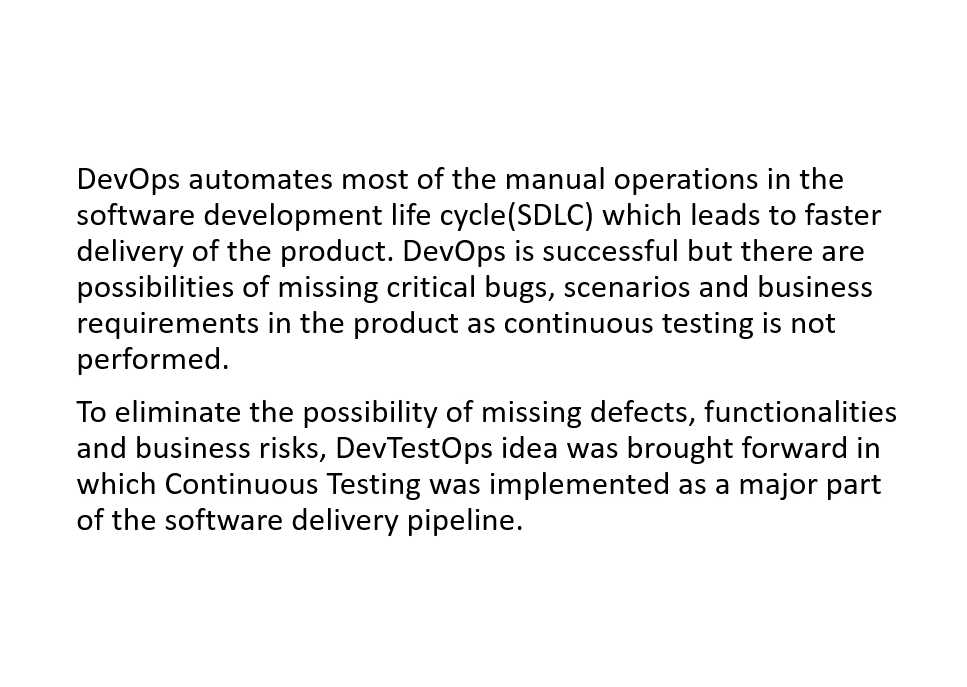 DevOps automates most of the manual operations in the
software development life cycle(SDLC) which leads to faster
delivery of the product. DevOps is successful but there are
possibilities of missing critical bugs, scenarios and business
requirements in the product as continuous testing is not
performed.
To eliminate the possibility of missing defects, functionalities
and business risks, DevTestOps idea was brought forward in
which Continuous Testing was implemented as a major part
of the software delivery pipeline.